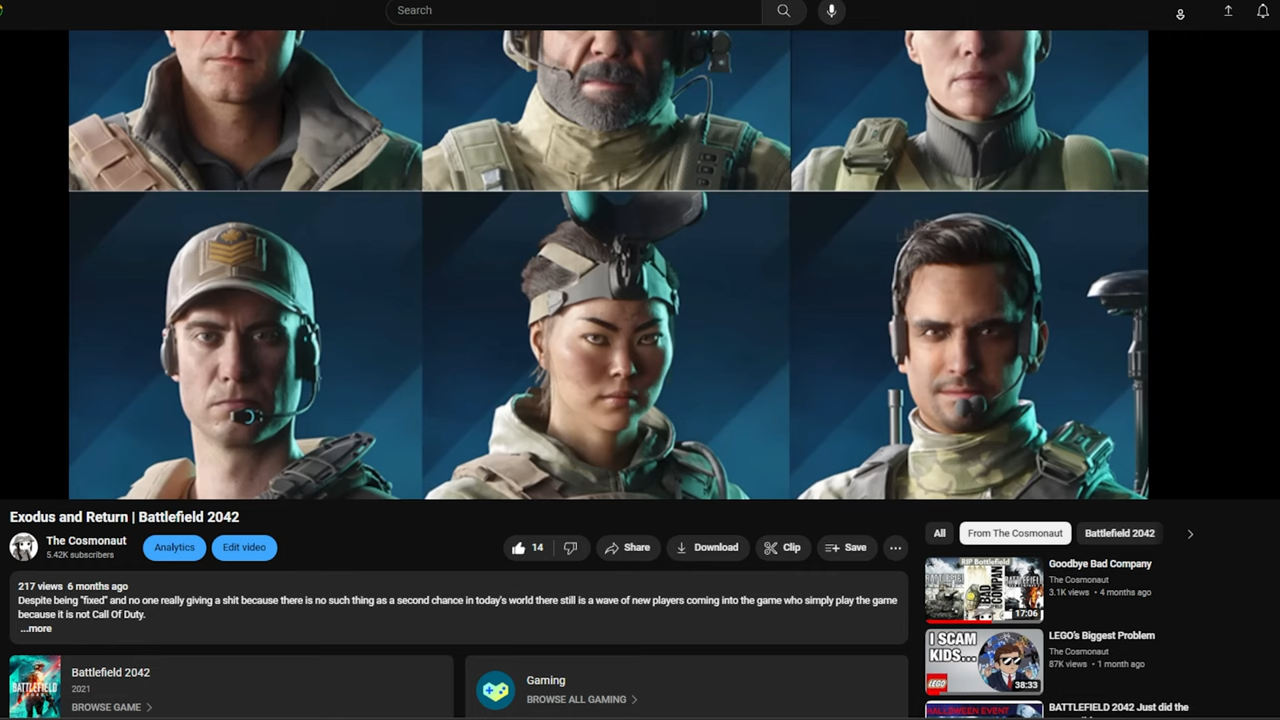 Search
Exodus and Return | Battlefield 2042
The Cosmonaut
5.42K subscribers
Analytics
Edit video
14
Share
Download
Clip
Save
217 views 6 months ago
Despite being "fixed" and no one really giving a shit because there is no such thing as a second chance in today's world there still is a wave of new players coming into the game who simply play the game
because it is not Call Of Duty.
...more
Battlefield 2042
2021
BROWSE GAME
BATTLEFIELD
Gaming
BROWSE ALL GAMING
All
From The Cosmonaut
Battlefield 2042
RIP Battlefield
17:06
Goodbye Bad Company
The Cosmonaut
3.1K views • 4 months ago
I SCAM
KIDS...
LEGO
38:33
LEGO's Biggest Problem
The Cosmonaut
87K views • 1 month ago
HALLOWEEN EVENT
BATTLEFIELD 2042 Just did the